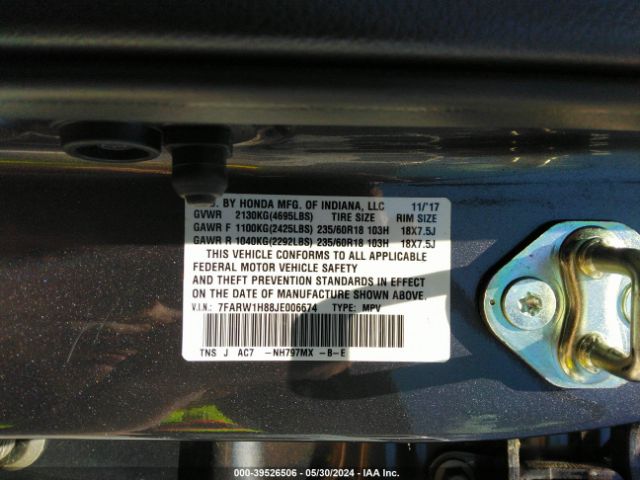 BY HONDA MFG. OF INDIANA, LLC 11/'17
GVWR 2130KG(4695LBS) TIRE SIZE RIM SIZE
GAWR F 1100KG(2425LBS) 235/60R18 103H 18X7.5J
GAWR R 1040KG(2292LBS) 235/60R18 103H 18X7.5J
THIS VEHICLE CONFORMS TO ALL APPLICABLE
FEDERAL MOTOR VEHICLE SAFETY
AND THEFT PREVENTION STANDARDS IN EFFECT
ON THE DATE OF MANUFACTURE SHOWN ABOVE.
V.I.N.: 7FARW1H88JE006674 TYPE: MPV
TNS J AC7 -NH797MX -B-E
000-39526506 - 05/30/2024 - IAA Inc.